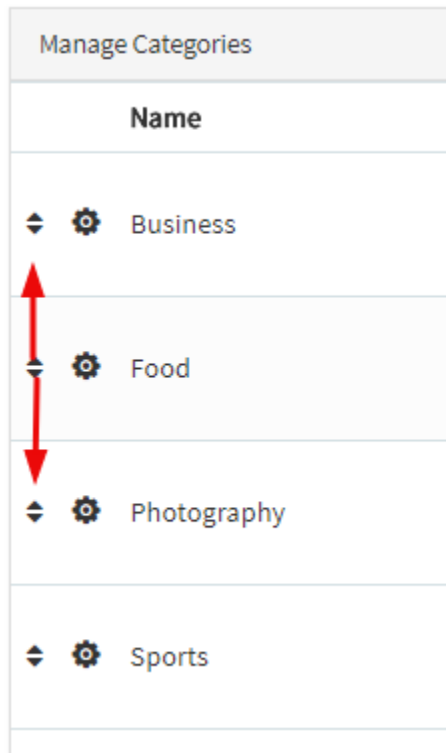 Manage Categories
Name
Business
Food
Photography
Sports